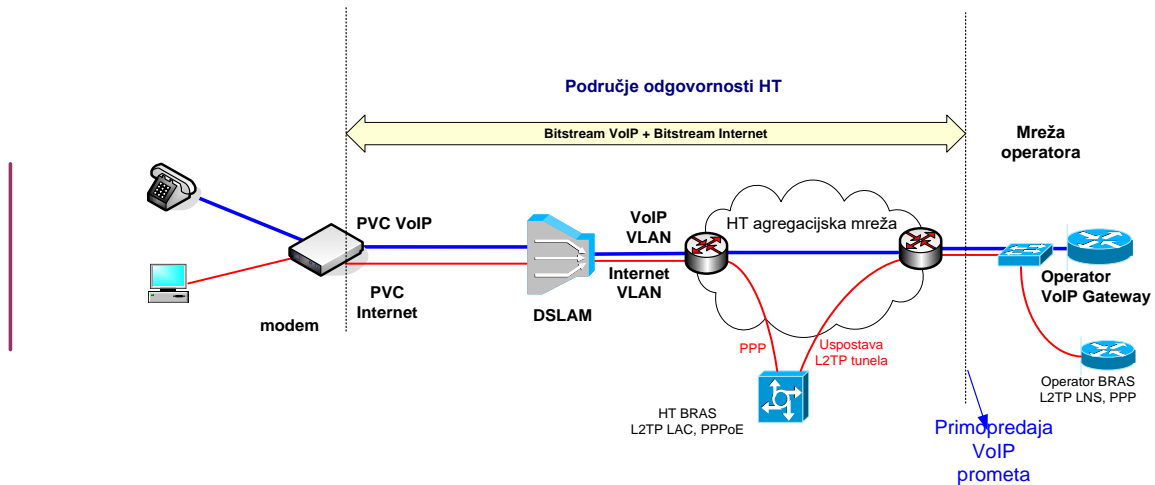 Područje odgovornosti HT
Bitstream VoIP + Bitstream Internet
Mreža
operatora
PVC VoIP
VoIP
VLAN
HT agregacijska mreža
PVC
Internet
Internet
VLAN
modem
DSLAM
Operator
VoIP Gateway
PPP
Uspostava
L2TP tunela
HT BRAS
L2TP LAC, PPPoE
Operator BRAS
L2TP LNS, PPP
Primopredaja
VoIP
prometa